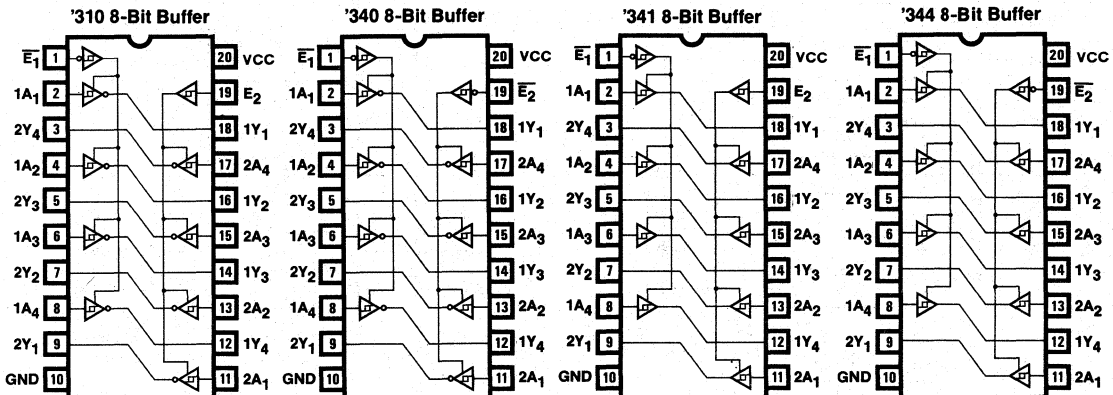 '310 8-Bit Buffer
E̅₁ 1 20 VCC
1A₁ 2 19 E₂
2Y₄ 3 18 1Y₁
1A₂ 4 17 2A₄
2Y₃ 5 16 1Y₂
1A₃ 6 15 2A₃
2Y₂ 7 14 1Y₃
1A₄ 8 13 2A₂
2Y₁ 9 12 1Y₄
GND 10 11 2A₁
'340 8-Bit Buffer
E̅₁ 1 20 VCC
1A₁ 2 19 E̅₂
2Y₄ 3 18 1Y₁
1A₂ 4 17 2A₄
2Y₃ 5 16 1Y₂
1A₃ 6 15 2A₃
2Y₂ 7 14 1Y₃
1A₄ 8 13 2A₂
2Y₁ 9 12 1Y₄
GND 10 11 2A₁
'341 8-Bit Buffer
E̅₁ 1 20 VCC
1A₁ 2 19 E₂
2Y₄ 3 18 1Y₁
1A₂ 4 17 2A₄
2Y₃ 5 16 1Y₂
1A₃ 6 15 2A₃
2Y₂ 7 14 1Y₃
1A₄ 8 13 2A₂
2Y₁ 9 12 1Y₄
GND 10 11 2A₁
'344 8-Bit Buffer
E̅₁ 1 20 VCC
1A₁ 2 19 E̅₂
2Y₄ 3 18 1Y₁
1A₂ 4 17 2A₄
2Y₃ 5 16 1Y₂
1A₃ 6 15 2A₃
2Y₂ 7 14 1Y₃
1A₄ 8 13 2A₂
2Y₁ 9 12 1Y₄
GND 10 11 2A₁